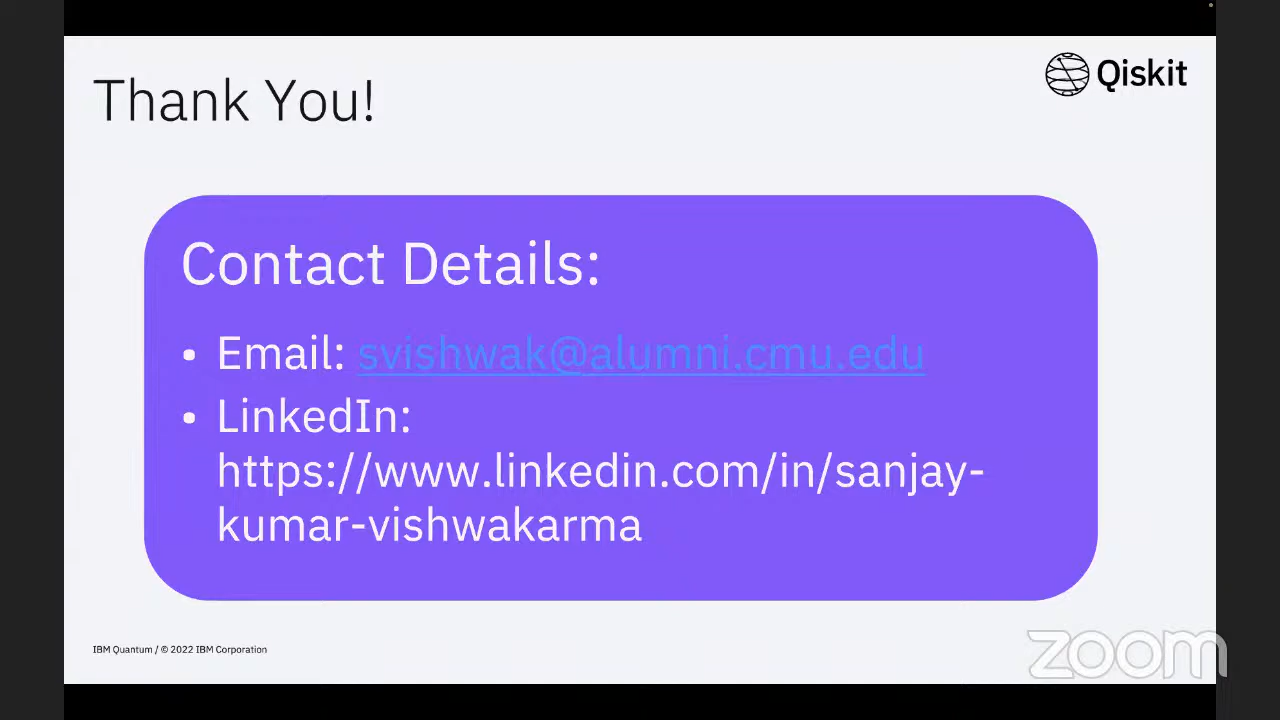 Thank You!
Qiskit
Contact Details:
• Email: svishwak@alumni.cmu.edu
• LinkedIn:
https://www.linkedin.com/in/sanjay-
kumar-vishwakarma
IBM Quantum / © 2022 IBM Corporation
zoom